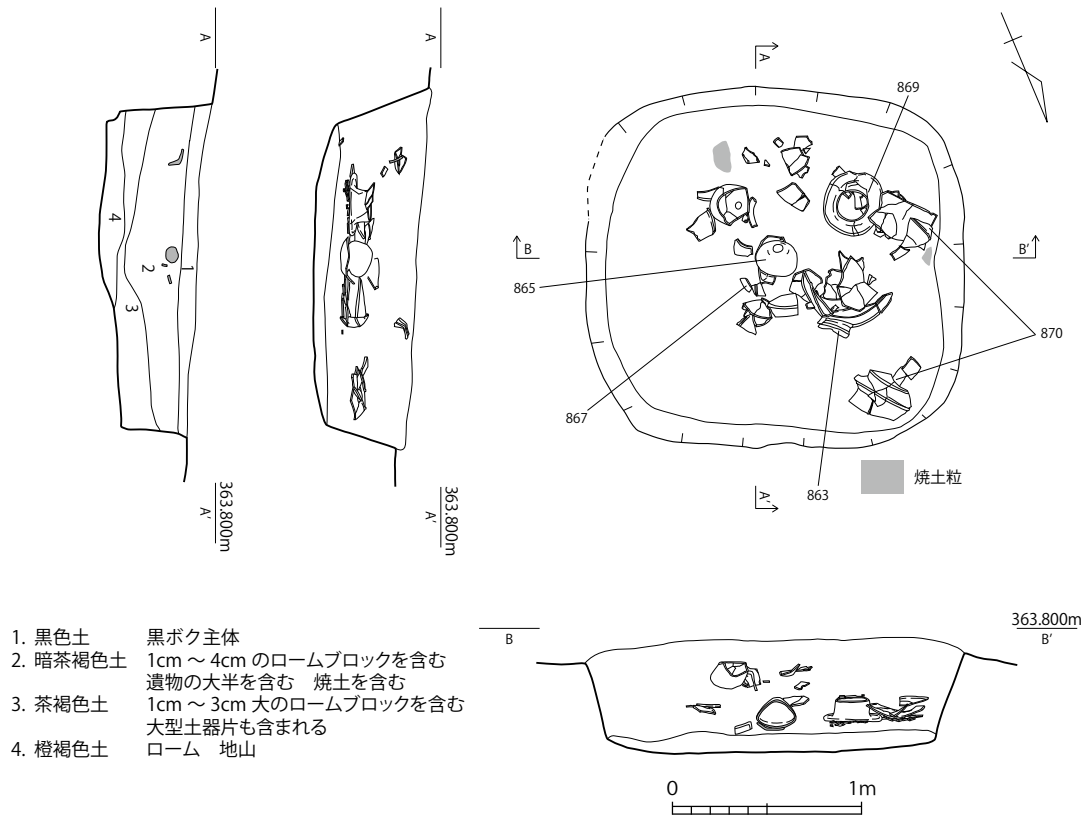 A
A
A
869
4
2
1
3
B
B'
865
870
867
863
焼土粒
A'
363.800m
A'
363.800m
A'
1. 黒色土 黒ボク主体
2. 暗茶褐色土 1cm ~ 4cm のロームブロックを含む
遺物の大半を含む 焼土を含む
3. 茶褐色土 1cm ~ 3cm 大のロームブロックを含む
大型土器片も含まれる
4. 橙褐色土 ローム 地山
363.800m
B
B'
0 1m